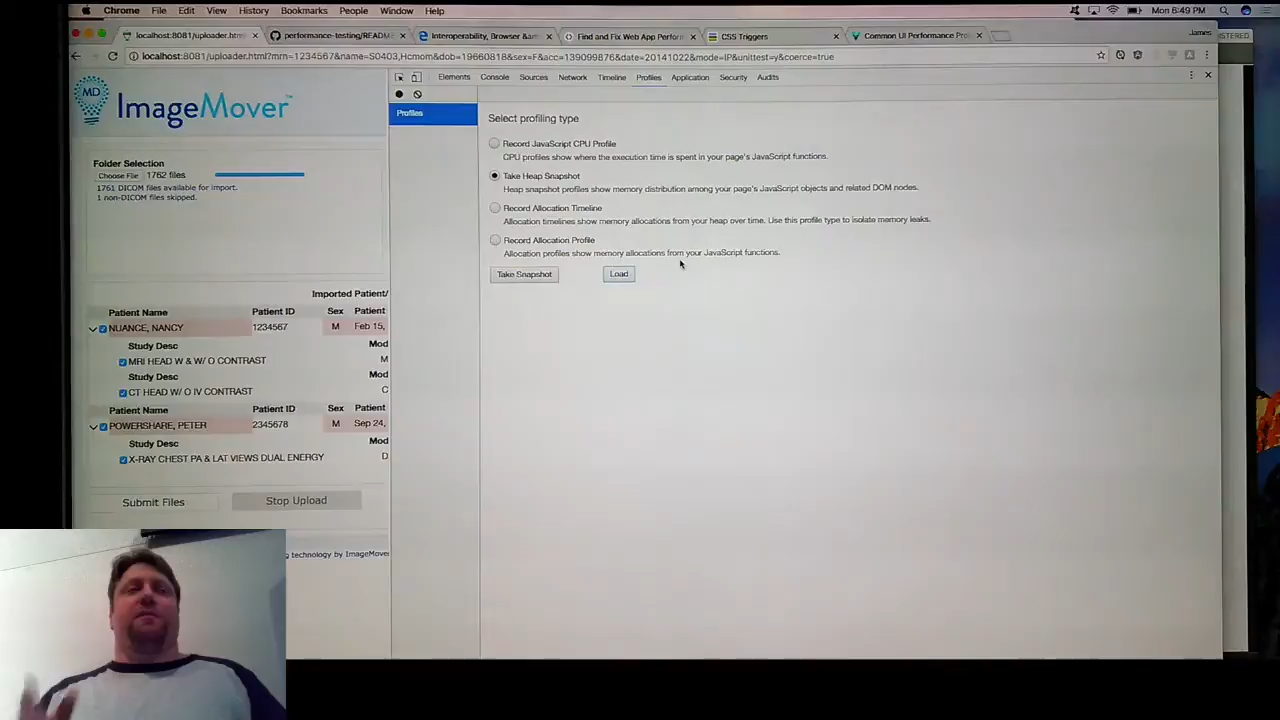 Chrome File Edit View History Bookmarks People Window Help Mon 6:49 PM
localhost:8081/uploader.htm performance-testing/READM Interoperability, Browser &am Find and Fix Web App Perform CSS Triggers Common UI Performance Pro James
localhost:8081/uploader.html?mrn=1234567&name=S0403,Hcmom&dob=19660818&sex=F&acc=139099876&date=20141022&mode=IP&unittest=y&coerce=true
Elements Console Sources Network Timeline Profiles Application Security Audits
MD
ImageMover™
Folder Selection
Choose File 1762 files
1761 DICOM files available for import.
1 non-DICOM files skipped.
Imported Patient/
Patient Name Patient ID Sex Patient
NUANCE, NANCY 1234567 M Feb 15,
Study Desc Mod
MRI HEAD W & W/ O CONTRAST M
Study Desc Mod
CT HEAD W/ O IV CONTRAST C
Patient Name Patient ID Sex Patient
POWERSHARE, PETER 2345678 M Sep 24,
Study Desc Mod
X-RAY CHEST PA & LAT VIEWS DUAL ENERGY D
Submit Files Stop Upload
technology by ImageMover
Profiles
Select profiling type
Record JavaScript CPU Profile
CPU profiles show where the execution time is spent in your page's JavaScript functions.
Take Heap Snapshot
Heap snapshot profiles show memory distribution among your page's JavaScript objects and related DOM nodes.
Record Allocation Timeline
Allocation timelines show memory allocations from your heap over time. Use this profile type to isolate memory leaks.
Record Allocation Profile
Allocation profiles show memory allocations from your JavaScript functions.
Take Snapshot Load